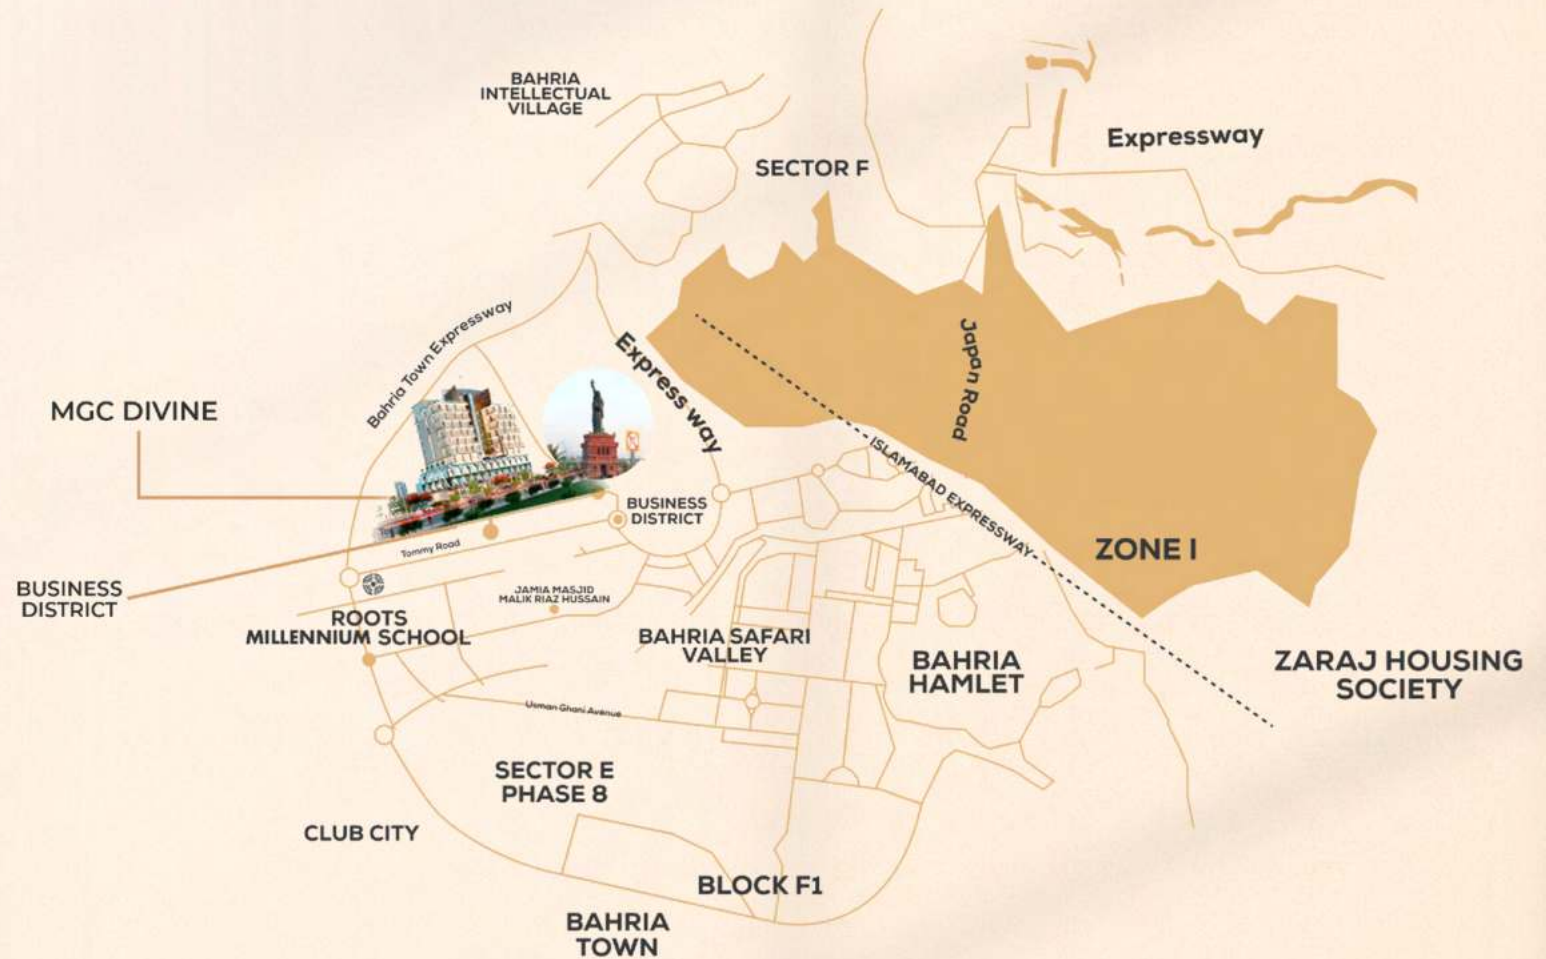 BAHRIA
INTELLECTUAL
VILLAGE
Expressway
SECTOR F
Bahria Town Expressway
Express way
Japan Road
MGC DIVINE
ISLAMABAD EXPRESSWAY
BUSINESS
DISTRICT
Tommy Road
ZONE I
BUSINESS
DISTRICT
JAMIA MASJID
MALIK RIAZ HUSSAIN
ROOTS
MILLENNIUM SCHOOL
BAHRIA SAFARI
VALLEY
BAHRIA
HAMLET
ZARAJ HOUSING
SOCIETY
Usman Ghani Avenue
SECTOR E
PHASE 8
CLUB CITY
BLOCK F1
BAHRIA
TOWN